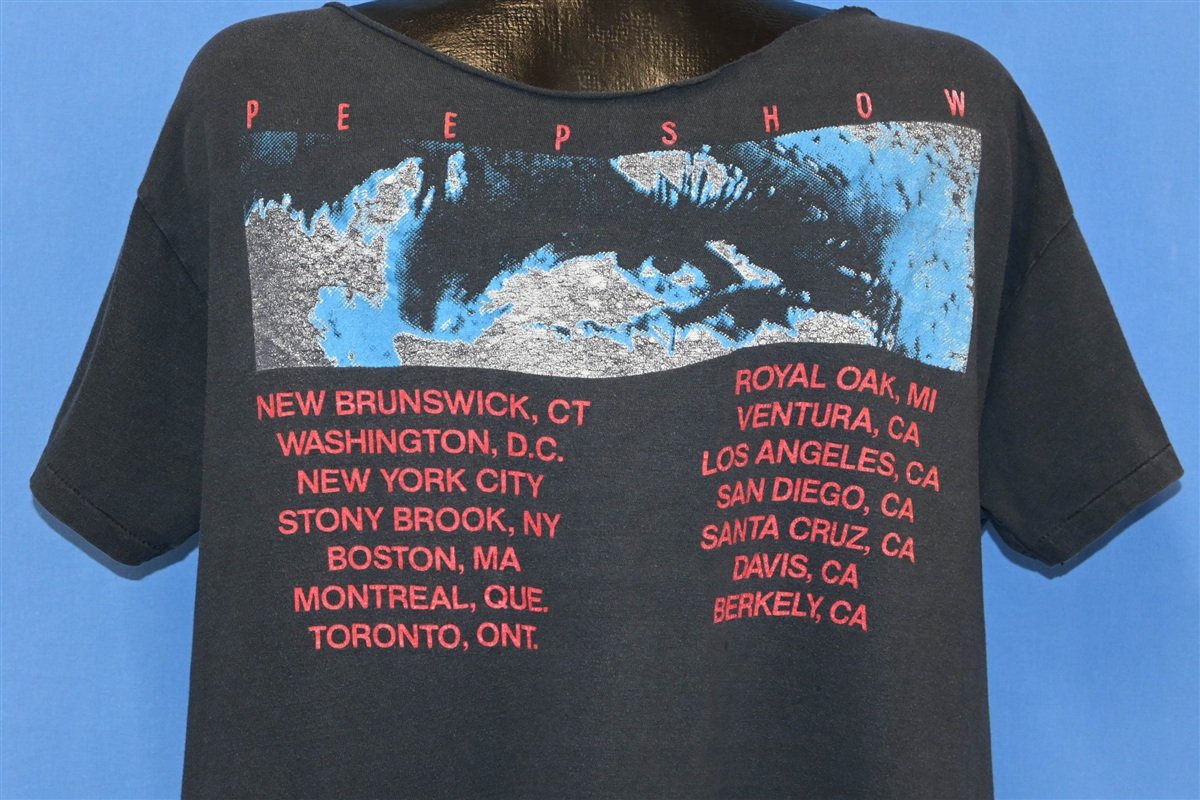 PEEPSHOW
NEW BRUNSWICK, CT
WASHINGTON, D.C.
NEW YORK CITY
STONY BROOK, NY
BOSTON, MA
MONTREAL, QUE.
TORONTO, ONT.
ROYAL OAK, MI
VENTURA, CA
LOS ANGELES, CA
SAN DIEGO, CA
SANTA CRUZ, CA
DAVIS, CA
BERKELY, CA